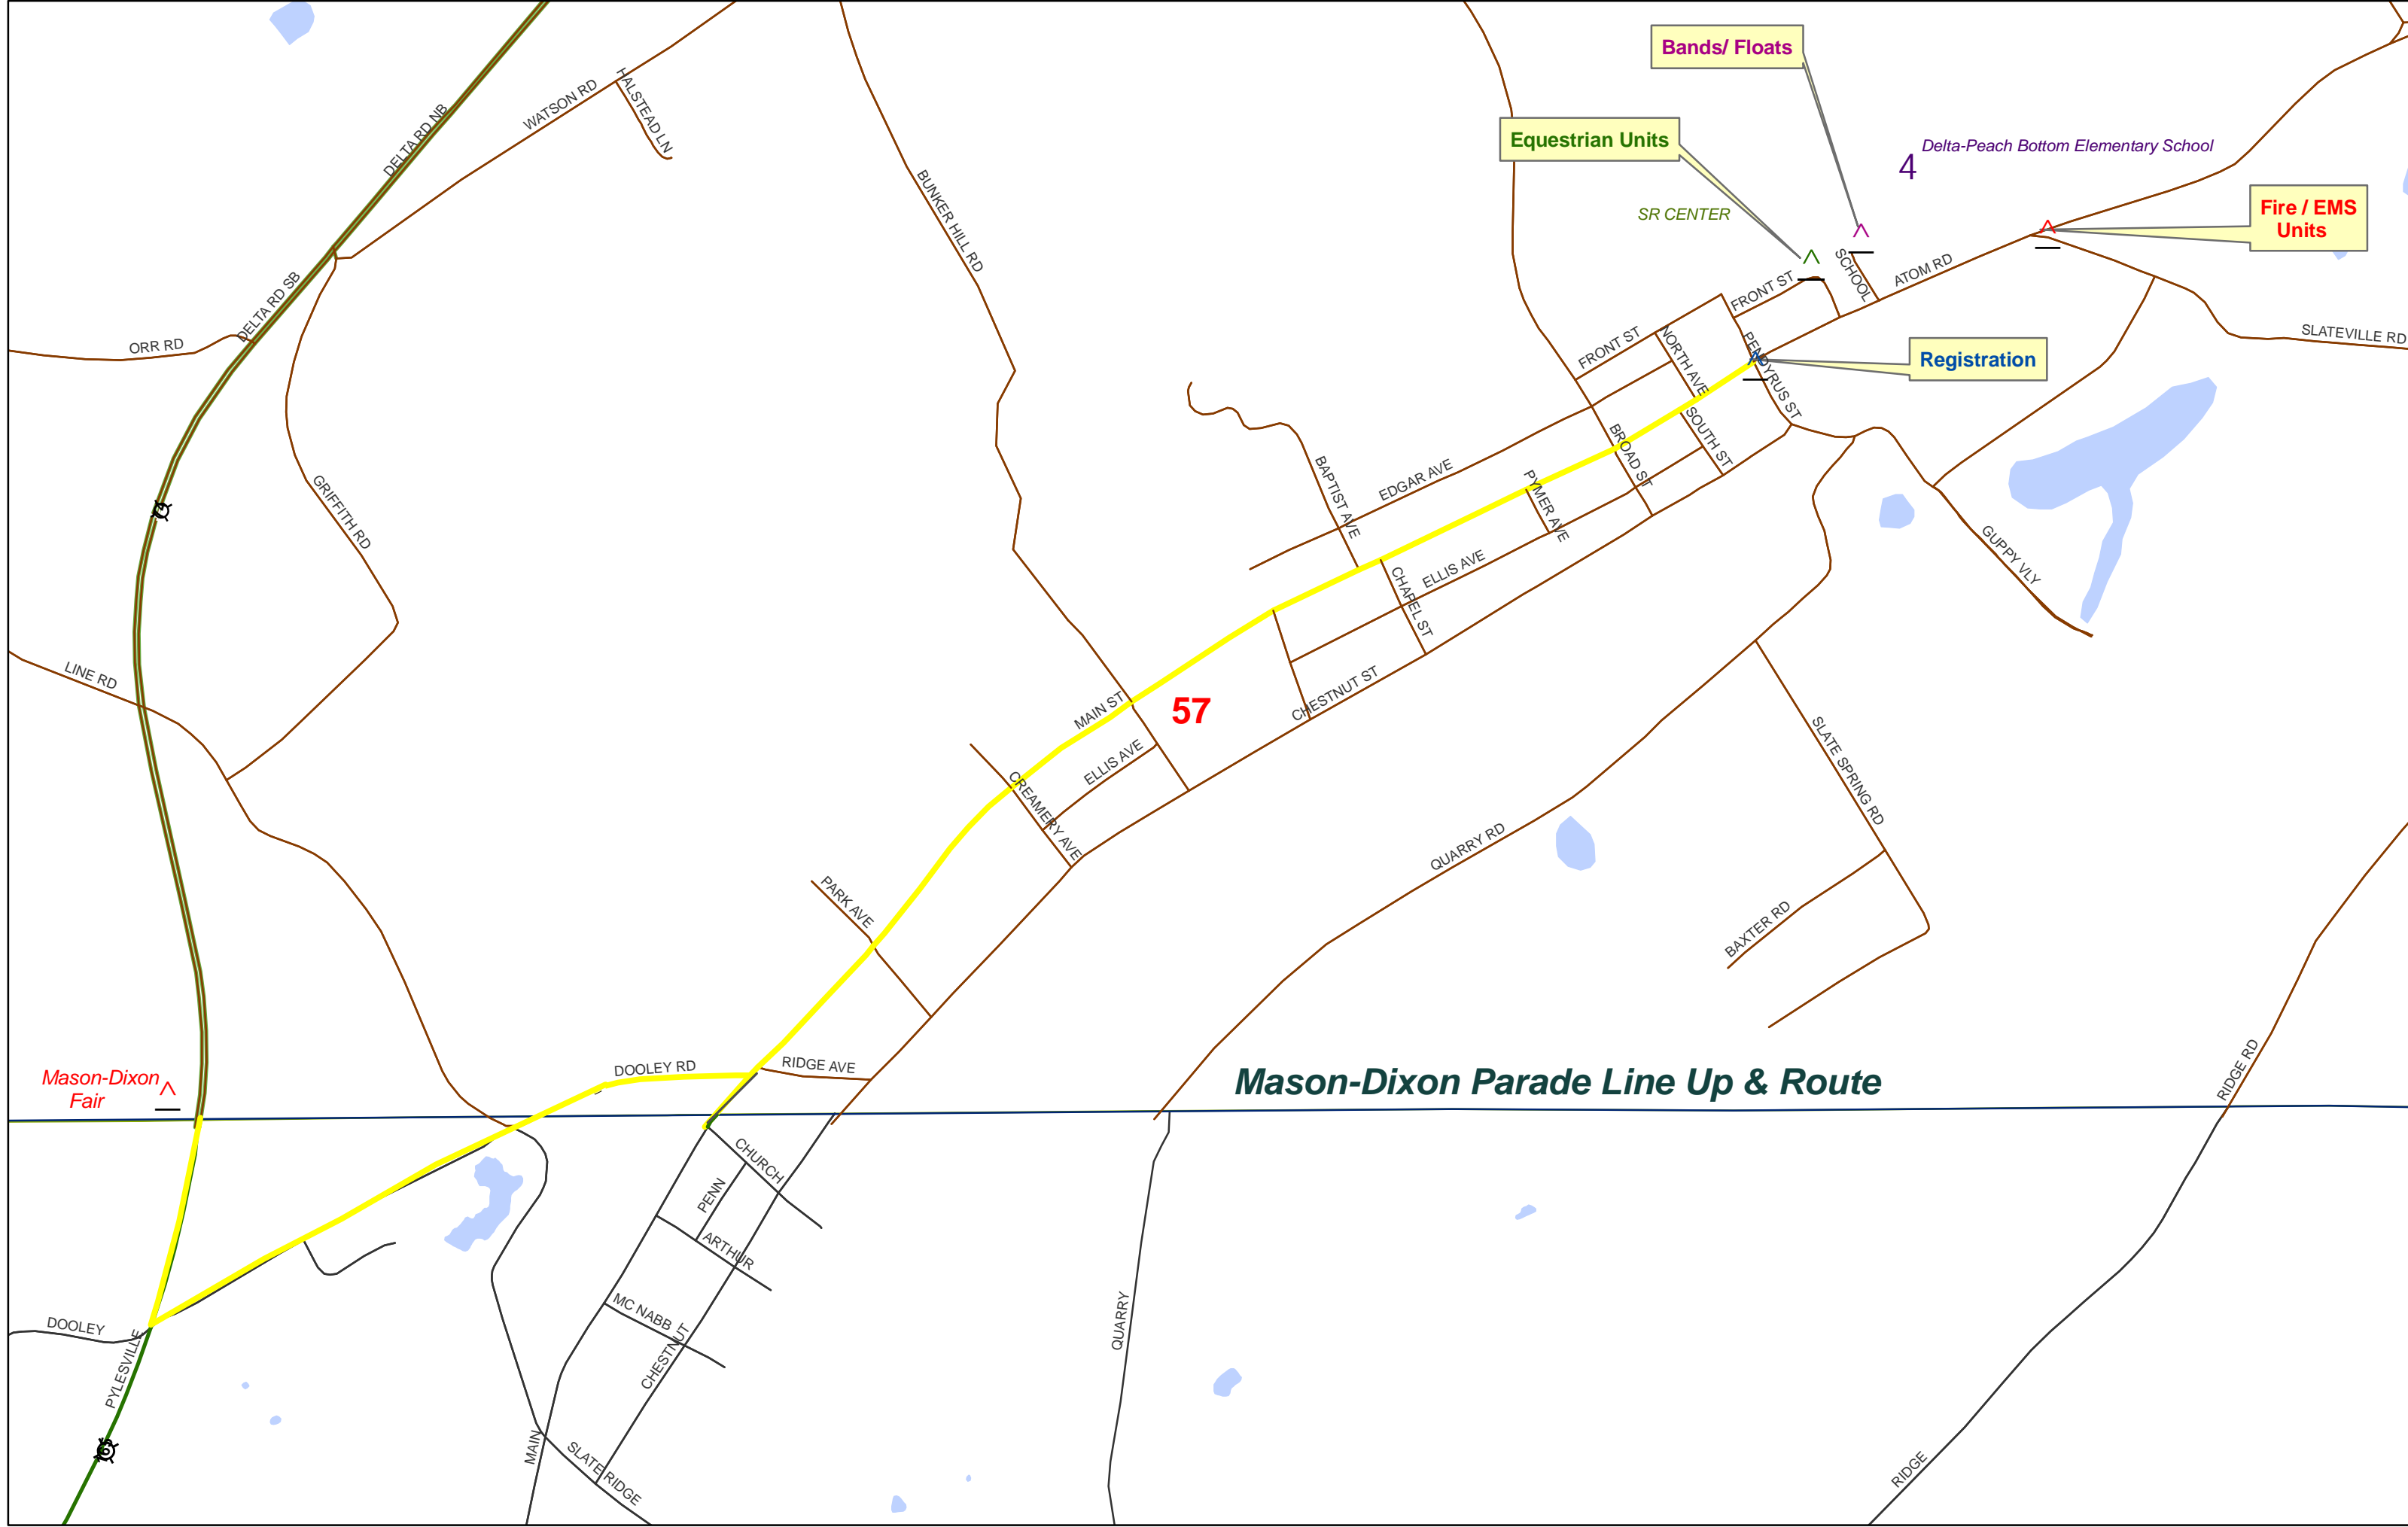 Bands/ Floats
Equestrian Units
4
Delta-Peach Bottom Elementary School
SR CENTER
Fire / EMS
Units
Registration
HALSTEAD LN
WATSON RD
DELTA RD NB
DELTA RD SB
ORR RD
BUNKER HILL RD
SCHOOL
ATOM RD
FRONT ST
FRONT ST
NORTH AVE
PENDYRUS ST
SLATEVILLE RD
SOUTH ST
BROAD ST
EDGAR AVE
BAPTIST AVE
PYMER AVE
GRIFFITH RD
GUPPY VLY
ELLIS AVE
CHAPEL ST
LINE RD
CHESTNUT ST
MAIN ST
57
ELLIS AVE
CREAMERY AVE
SLATE SPRING RD
QUARRY RD
PARK AVE
BAXTER RD
Mason-Dixon
Fair
DOOLEY RD
RIDGE AVE
Mason-Dixon Parade Line Up & Route
RIDGE RD
CHURCH
PENN
ARTHUR
MC NABB
CHESTNUT
QUARRY
DOOLEY
PYLESVILLE
MAIN
SLATE RIDGE
RIDGE